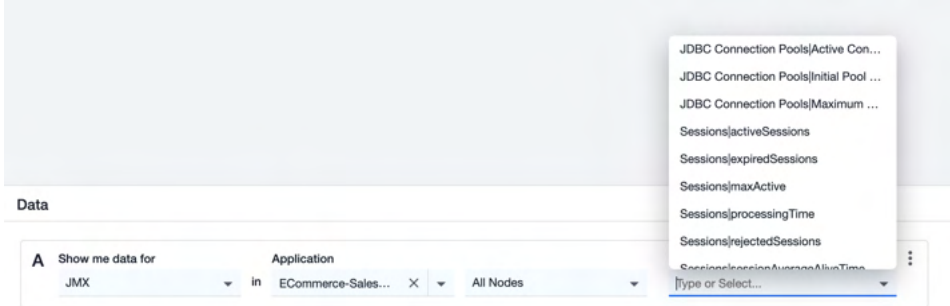 JDBC Connection Pools|Active Con...
JDBC Connection Pools|Initial Pool ...
JDBC Connection Pools|Maximum ...
Sessions|activeSessions
Sessions|expiredSessions
Sessions|maxActive
Sessions|processingTime
Sessions|rejectedSessions
Sessions|sessionAverageAliveTime
Data
A Show me data for Application
JMX in ECommerce-Sales... All Nodes Type or Select...